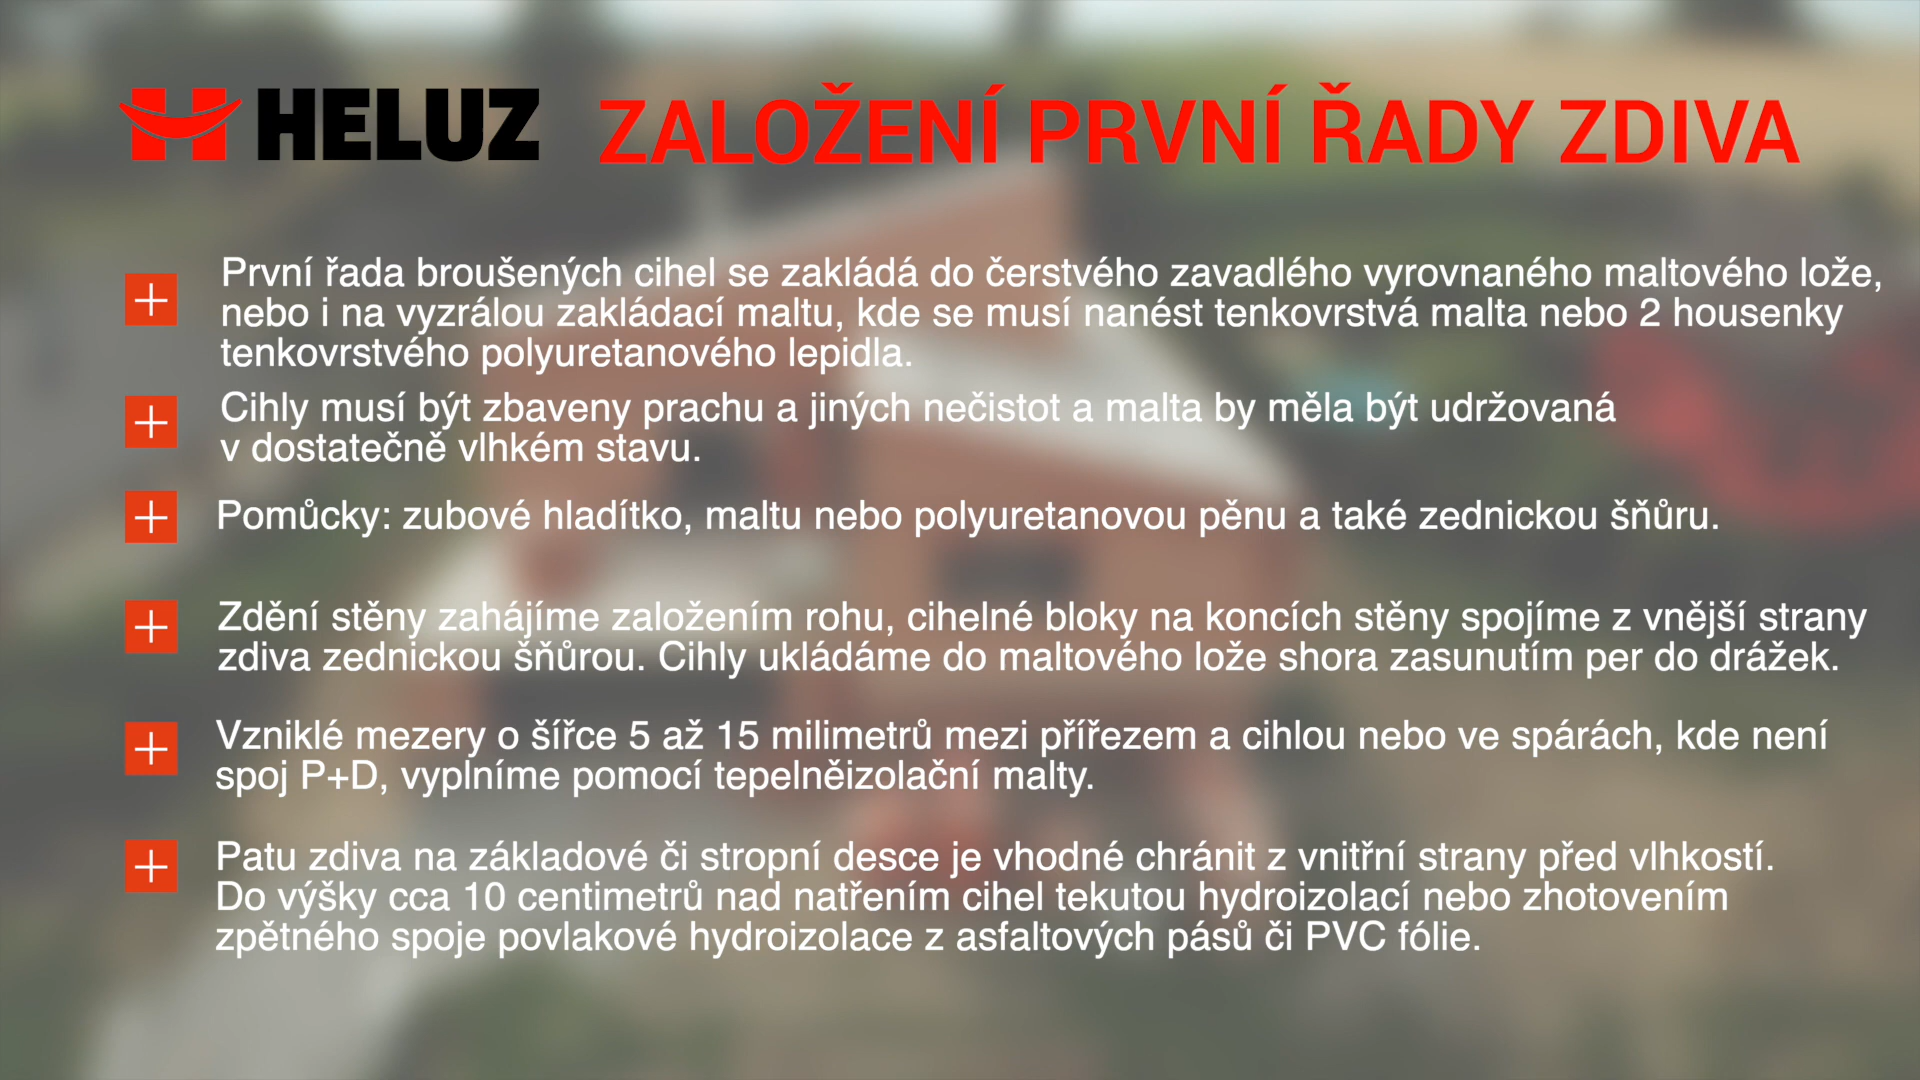 HELUZ ZALOŽENÍ PRVNÍ ŘADY ZDIVA
První řada broušených cihel se zakládá do čerstvého zavadlého vyrovnaného maltového lože,
nebo i na vyzrálou zakládací maltu, kde se musí nanést tenkovrstvá malta nebo 2 housenky
tenkovrstvého polyuretanového lepidla.
Cihly musí být zbaveny prachu a jiných nečistot a malta by měla být udržovaná
v dostatečně vlhkém stavu.
Pomůcky: zubové hladítko, maltu nebo polyuretanovou pěnu a také zednickou šňůru.
Zdění stěny zahájíme založením rohu, cihelné bloky na koncích stěny spojíme z vnější strany
zdiva zednickou šňůrou. Cihly ukládáme do maltového lože shora zasunutím per do drážek.
Vzniklé mezery o šířce 5 až 15 milimetrů mezi přířezem a cihlou nebo ve spárách, kde není
spoj P+D, vyplníme pomocí tepelněizolační malty.
Patu zdiva na základové či stropní desce je vhodné chránit z vnitřní strany před vlhkostí.
Do výšky cca 10 centimetrů nad natřením cihel tekutou hydroizolací nebo zhotovením
zpětného spoje povlakové hydroizolace z asfaltových pásů či PVC fólie.